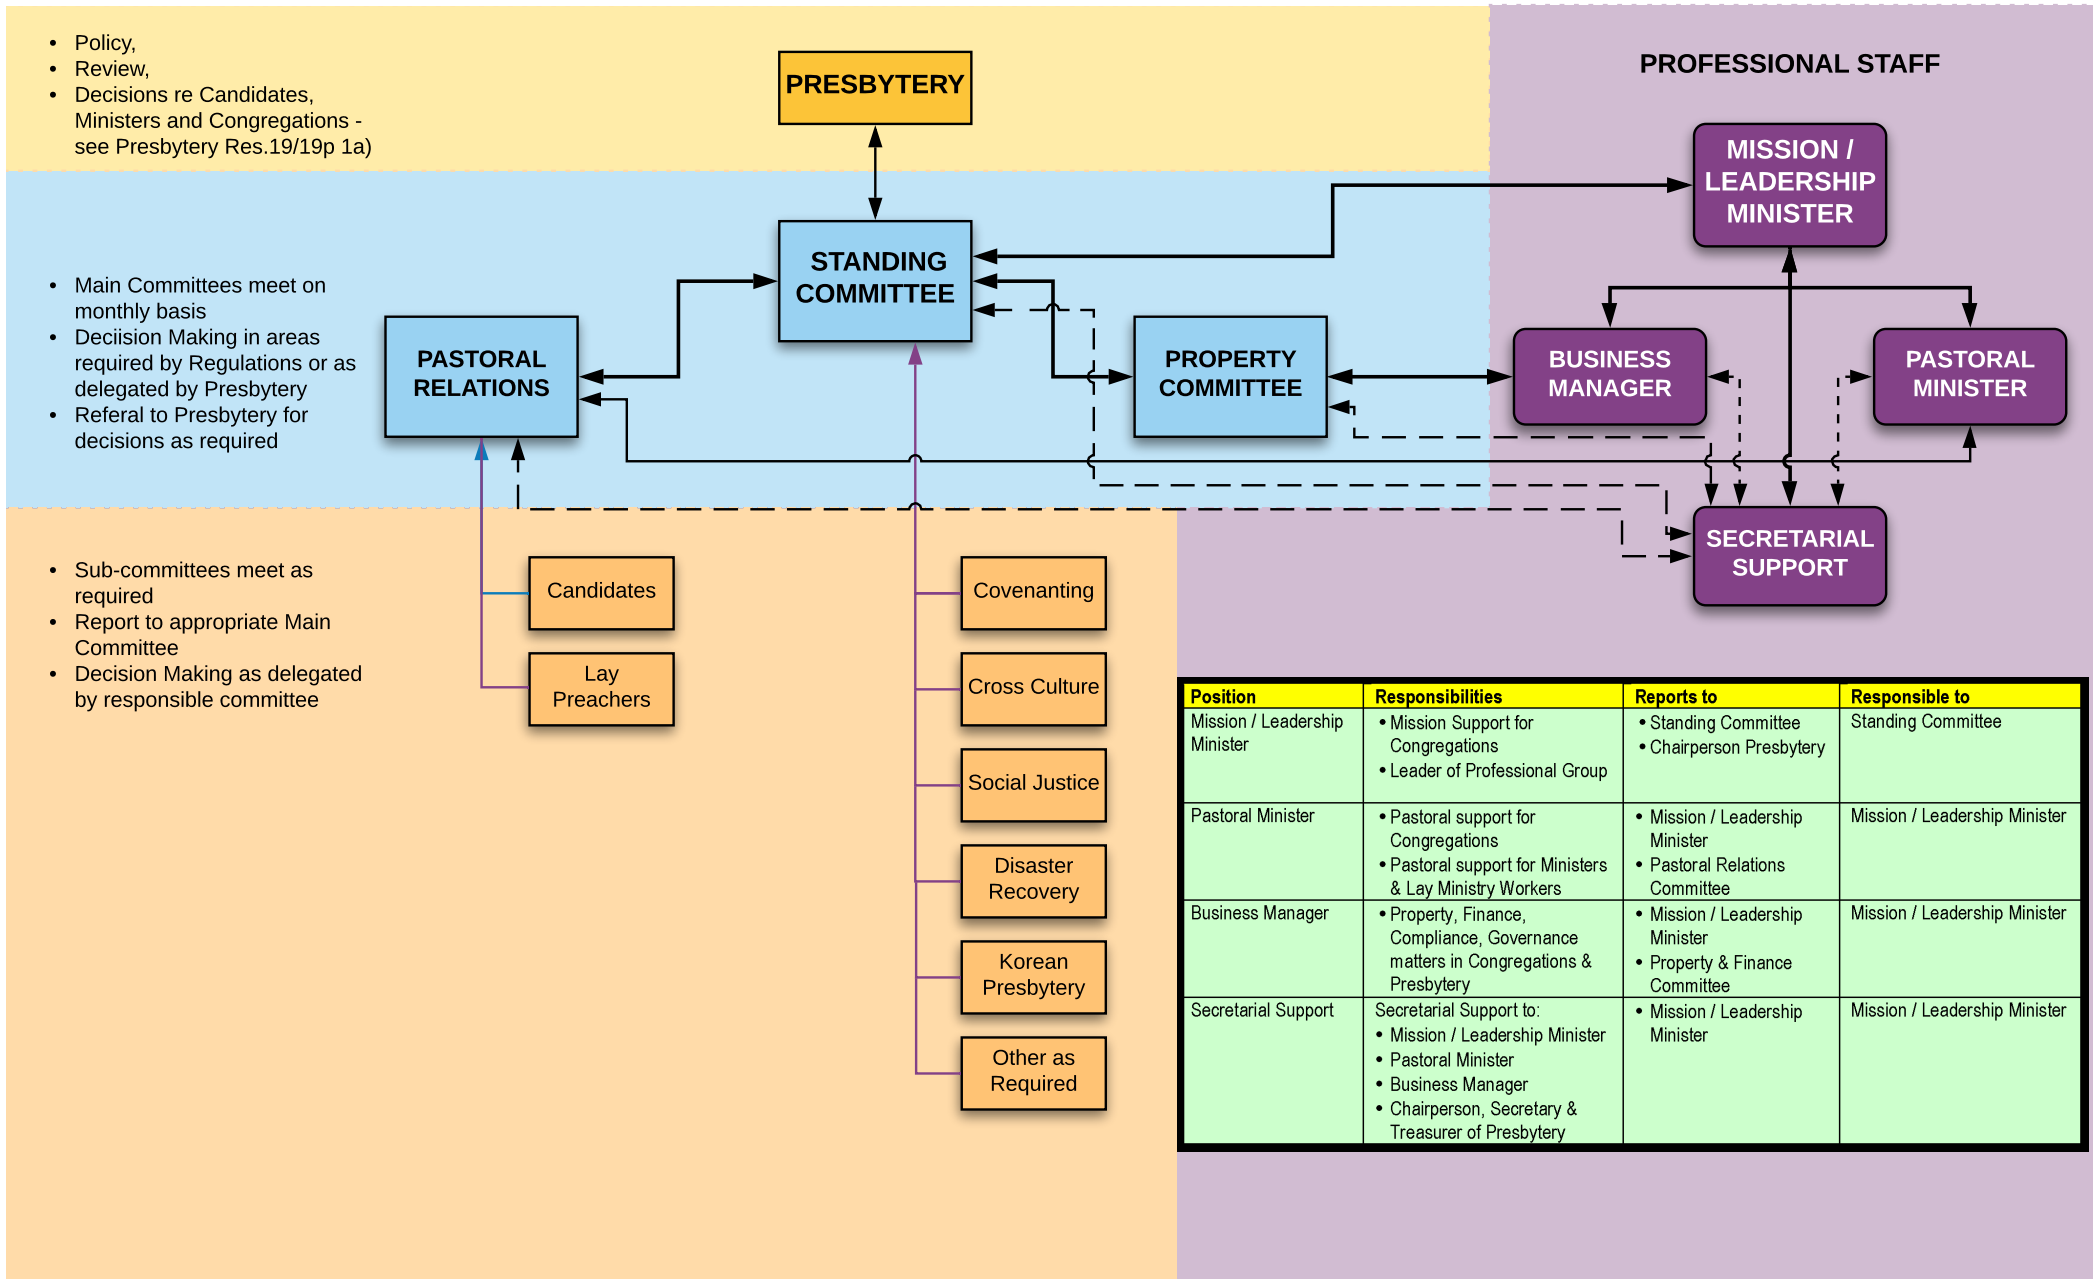 • Policy,
• Review,
• Decisions re Candidates,
Ministers and Congregations -
see Presbytery Res.19/19p 1a)
PRESBYTERY
PROFESSIONAL STAFF
MISSION /
LEADERSHIP
MINISTER
STANDING
COMMITTEE
• Main Committees meet on
monthly basis
• Deciision Making in areas
required by Regulations or as
delegated by Presbytery
• Referal to Presbytery for
decisions as required
PASTORAL
RELATIONS
PROPERTY
COMMITTEE
BUSINESS
MANAGER
PASTORAL
MINISTER
SECRETARIAL
SUPPORT
• Sub-committees meet as
required
• Report to appropriate Main
Committee
• Decision Making as delegated
by responsible committee
Candidates
Lay
Preachers
Covenanting
Cross Culture
Social Justice
Disaster
Recovery
Korean
Presbytery
Other as
Required
Position Responsibilities Reports to Responsible to
Mission / Leadership
Minister
• Mission Support for
Congregations
• Leader of Professional Group
• Standing Committee
• Chairperson Presbytery
Standing Committee
Pastoral Minister
• Pastoral support for
Congregations
• Pastoral support for Ministers
& Lay Ministry Workers
• Mission / Leadership
Minister
• Pastoral Relations
Committee
Mission / Leadership Minister
Business Manager
• Property, Finance,
Compliance, Governance
matters in Congregations &
Presbytery
• Mission / Leadership
Minister
• Property & Finance
Committee
Mission / Leadership Minister
Secretarial Support
Secretarial Support to:
• Mission / Leadership Minister
• Pastoral Minister
• Business Manager
• Chairperson, Secretary &
Treasurer of Presbytery
• Mission / Leadership
Minister
Mission / Leadership Minister